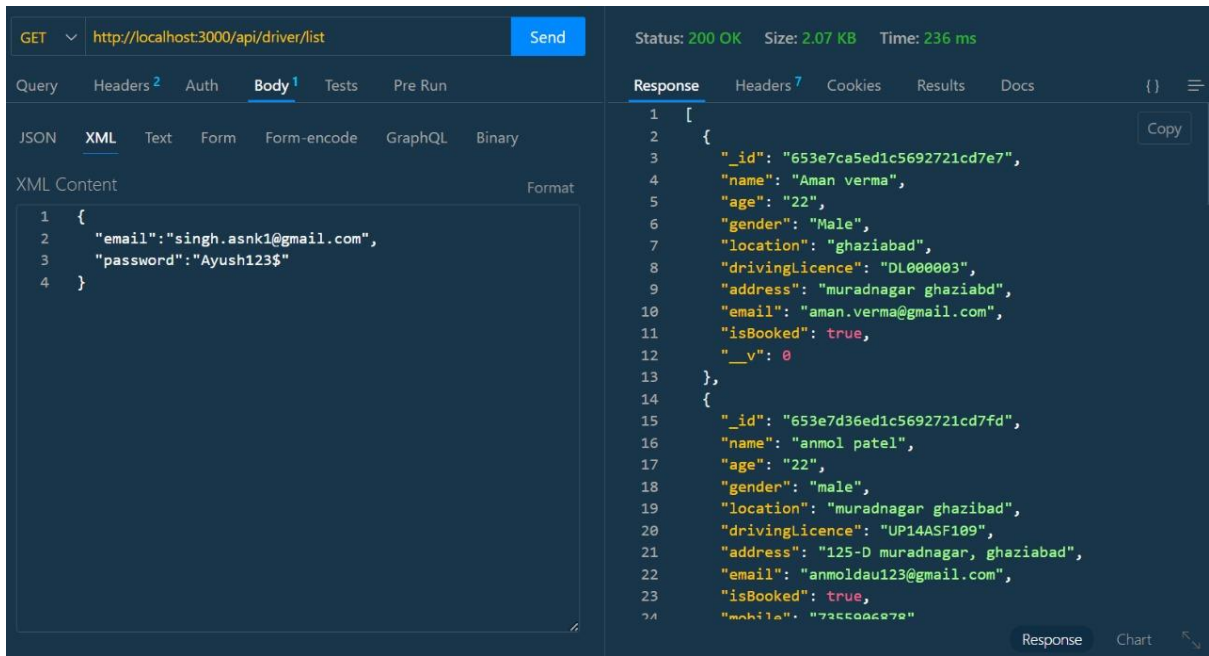 GET http://localhost:3000/api/driver/list Send
Query Headers 2 Auth Body 1 Tests Pre Run
JSON XML Text Form Form-encode GraphQL Binary
XML Content Format
1 {
2 "email":"singh.asnk1@gmail.com",
3 "password":"Ayush123$"
4 }
Status: 200 OK Size: 2.07 KB Time: 236 ms
Response Headers 7 Cookies Results Docs { }
Copy
1 [
2 {
3 "_id": "653e7ca5ed1c5692721cd7e7",
4 "name": "Aman verma",
5 "age": "22",
6 "gender": "Male",
7 "location": "ghaziabad",
8 "drivingLicence": "DL000003",
9 "address": "muradnagar ghaziabd",
10 "email": "aman.verma@gmail.com",
11 "isBooked": true,
12 "__v": 0
13 },
14 {
15 "_id": "653e7d36ed1c5692721cd7fd",
16 "name": "anmol patel",
17 "age": "22",
18 "gender": "male",
19 "location": "muradnagar ghazibad",
20 "drivingLicence": "UP14ASF109",
21 "address": "125-D muradnagar, ghaziabad",
22 "email": "anmoldau123@gmail.com",
23 "isBooked": true,
24 "mobile": "7355906878"
Response Chart